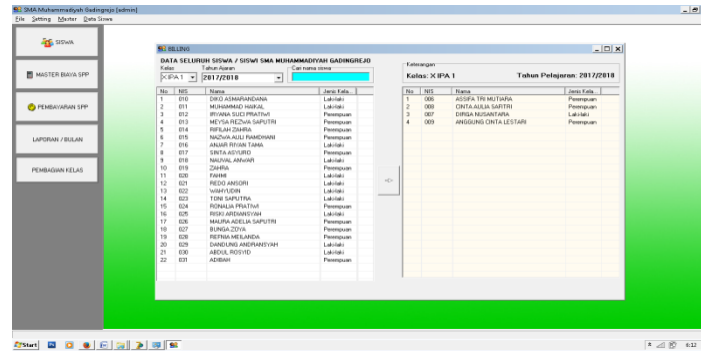 SMA Muhammadiyah Gadingrejo [admin]
File Setting Master Data Siswa
SISWA
MASTER BIAYA SPP
PEMBAYARAN SPP
LAPORAN / BULAN
PEMBAGIAN KELAS
BILLING
DATA SELURUH SISWA / SISWI SMA MUHAMMADIYAH GADINGREJO
Kelas Tahun Ajaran Cari nama siswa
X IPA 1 2017/2018
No NIS Nama Jenis Kela...
1 010 DIKO ASMARANDANA Laki-laki
2 011 MUHAMMAD HAIKAL Laki-laki
3 012 IRYANA SUCI PRATIWI Perempuan
4 013 MEYSA REZWA SAPUTRI Perempuan
5 014 RIFILAH ZAHRA Perempuan
6 015 NAZWA AULI RAMDHANI Perempuan
7 016 ANJAR RIYAN TAMA Laki-laki
8 017 SINTA ASYURO Perempuan
9 018 NAUVAL ANWAR Laki-laki
10 019 ZAHRA Perempuan
11 020 FAHMI Laki-laki
12 021 REDO ANSORI Laki-laki
13 022 WAHYUDIN Laki-laki
14 023 TONI SAPUTRA Laki-laki
15 024 RONALIA PRATIWI Perempuan
16 025 RISKI ARDIANSYAH Laki-laki
17 026 MAURA ADELIA SAPUTRI Perempuan
18 027 BUNGA ZOYA Perempuan
19 028 REFNIA MEILANDA Perempuan
20 029 DANDUNG ANDRIANSYAH Laki-laki
21 030 ABDUL ROSYID Laki-laki
22 031 ADIBAH Perempuan
Keterangan
Kelas: X IPA 1 Tahun Pelajaran: 2017/2018
No NIS Nama Jenis Kela...
1 006 ASSIFA TRI MUTIARA Perempuan
2 008 CINTA AULIA SARTRI Perempuan
3 007 DIRGA NUSANTARA Laki-laki
4 009 ANGGUNG CINTA LESTARI Perempuan
Start
6:12